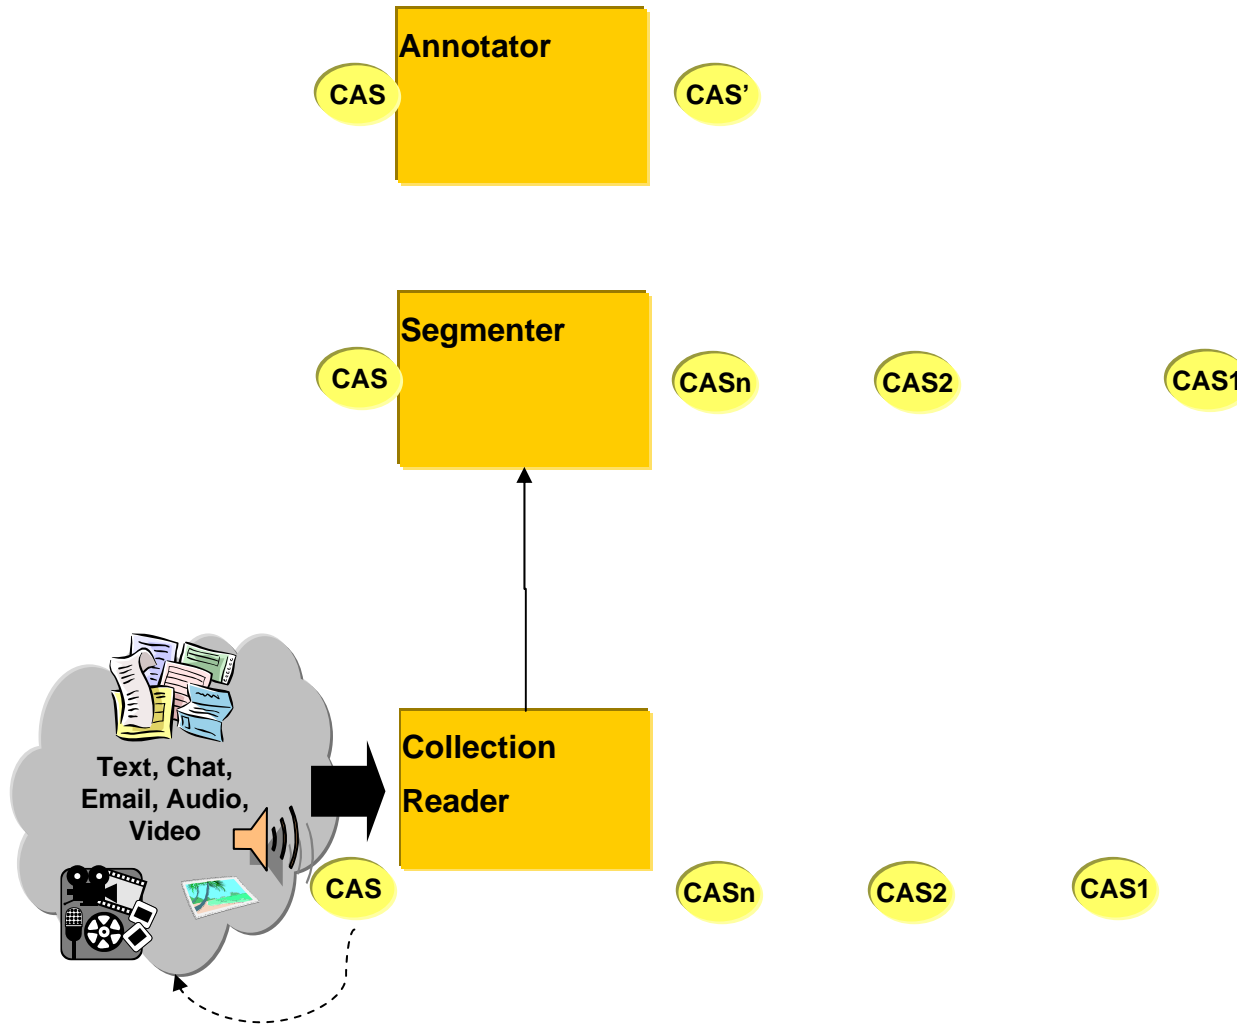 Annotator
CAS CAS’
Segmenter
CAS CASn CAS2 CAS1
Collection
Reader
Text, Chat,
Email, Audio,
Video
CAS CASn CAS2 CAS1